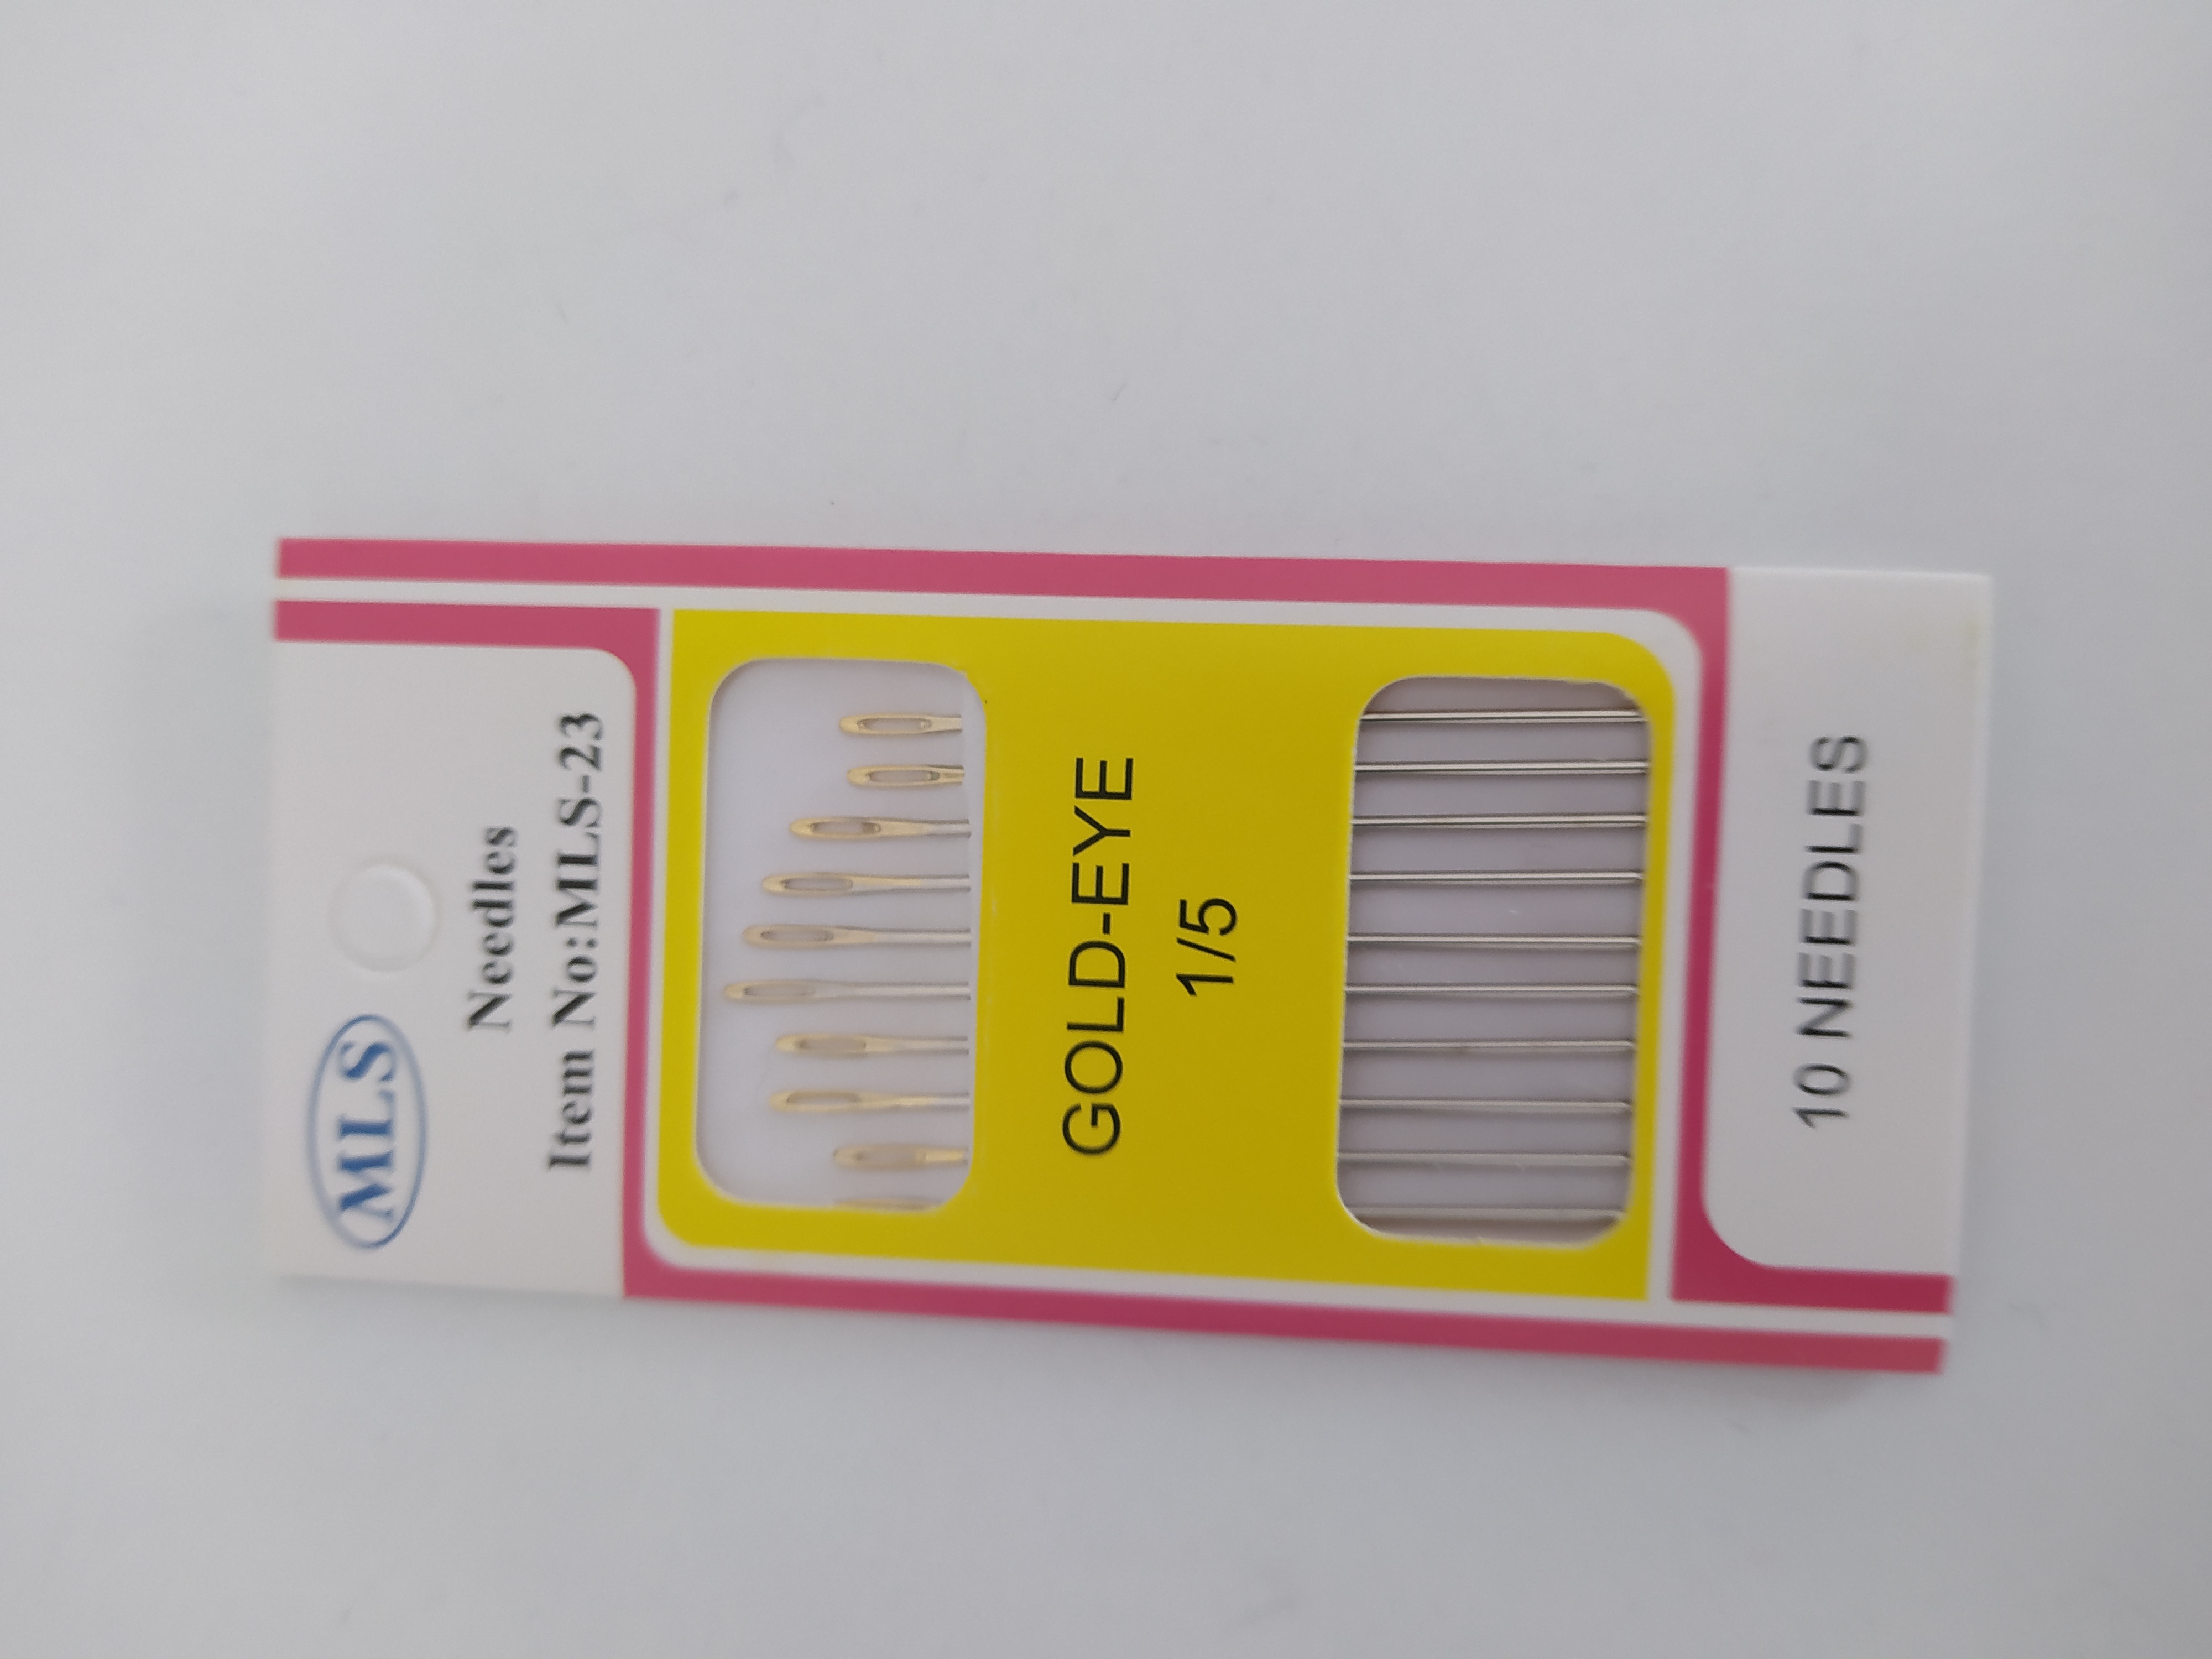 MLS
Needles
Item No:MLS-23
GOLD-EYE
1/5
10 NEEDLES